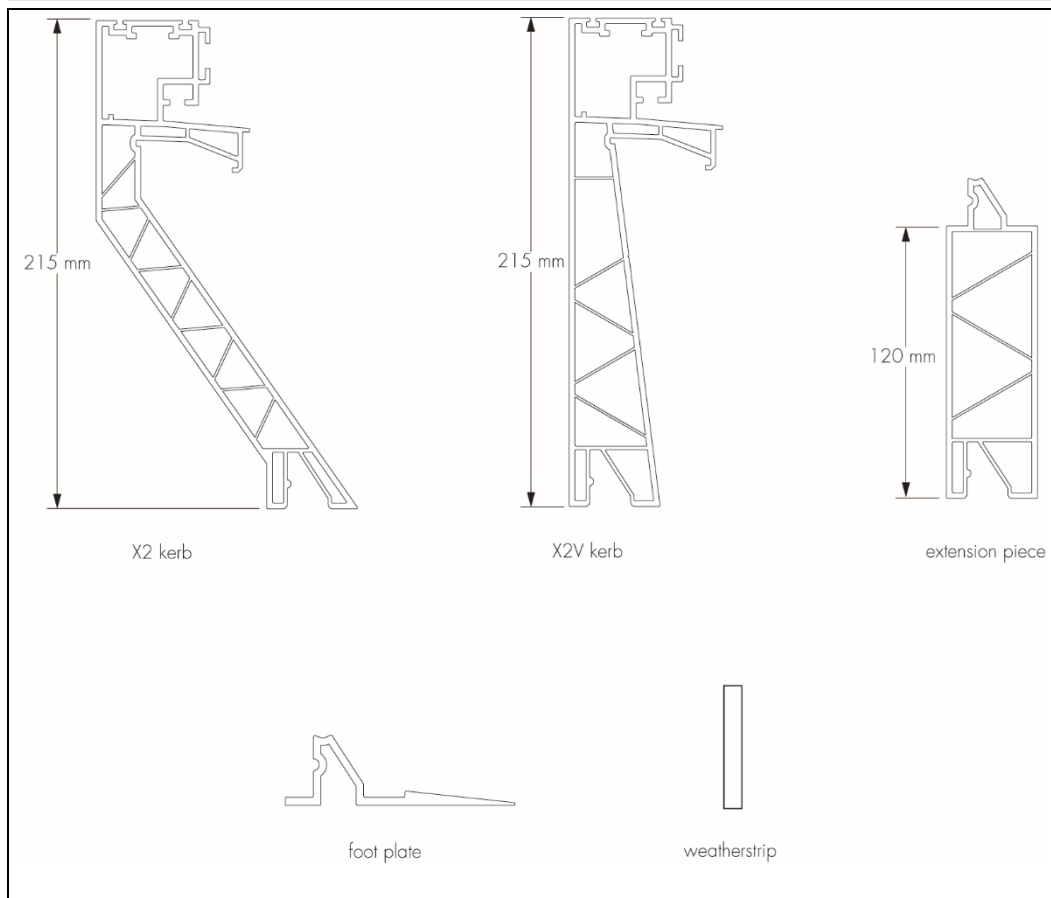 215 mm
215 mm
120 mm
X2 kerb
X2V kerb
extension piece
foot plate
weatherstrip